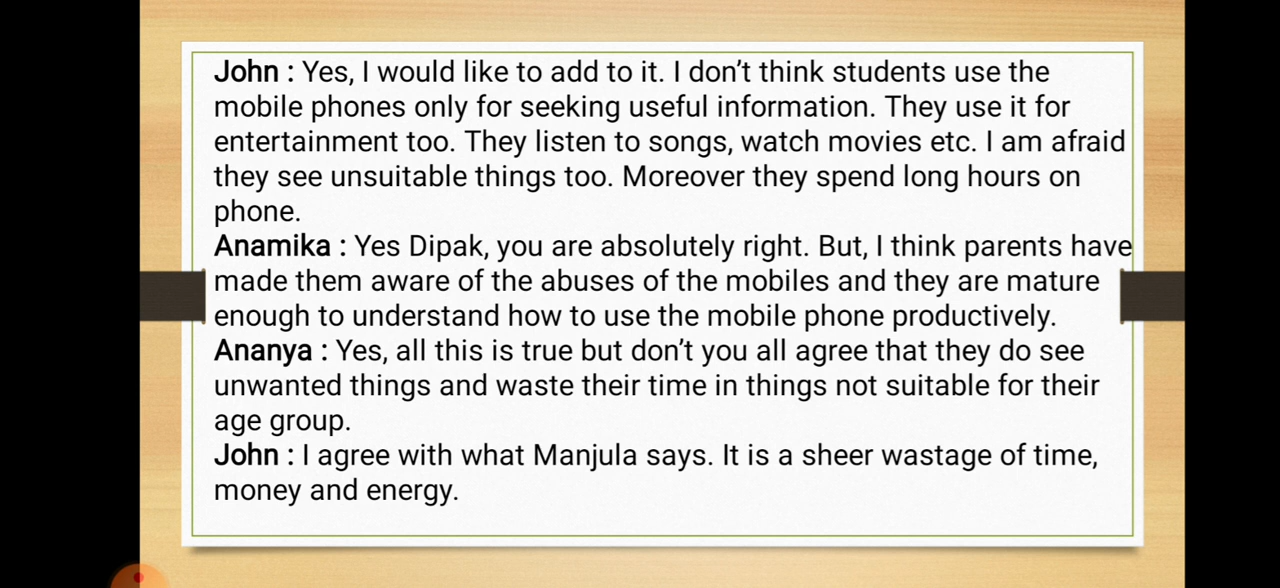 John : Yes, I would like to add to it. I don't think students use the
mobile phones only for seeking useful information. They use it for
entertainment too. They listen to songs, watch movies etc. I am afraid
they see unsuitable things too. Moreover they spend long hours on
phone.
Anamika : Yes Dipak, you are absolutely right. But, I think parents have
made them aware of the abuses of the mobiles and they are mature
enough to understand how to use the mobile phone productively.
Ananya : Yes, all this is true but don't you all agree that they do see
unwanted things and waste their time in things not suitable for their
age group.
John : I agree with what Manjula says. It is a sheer wastage of time,
money and energy.